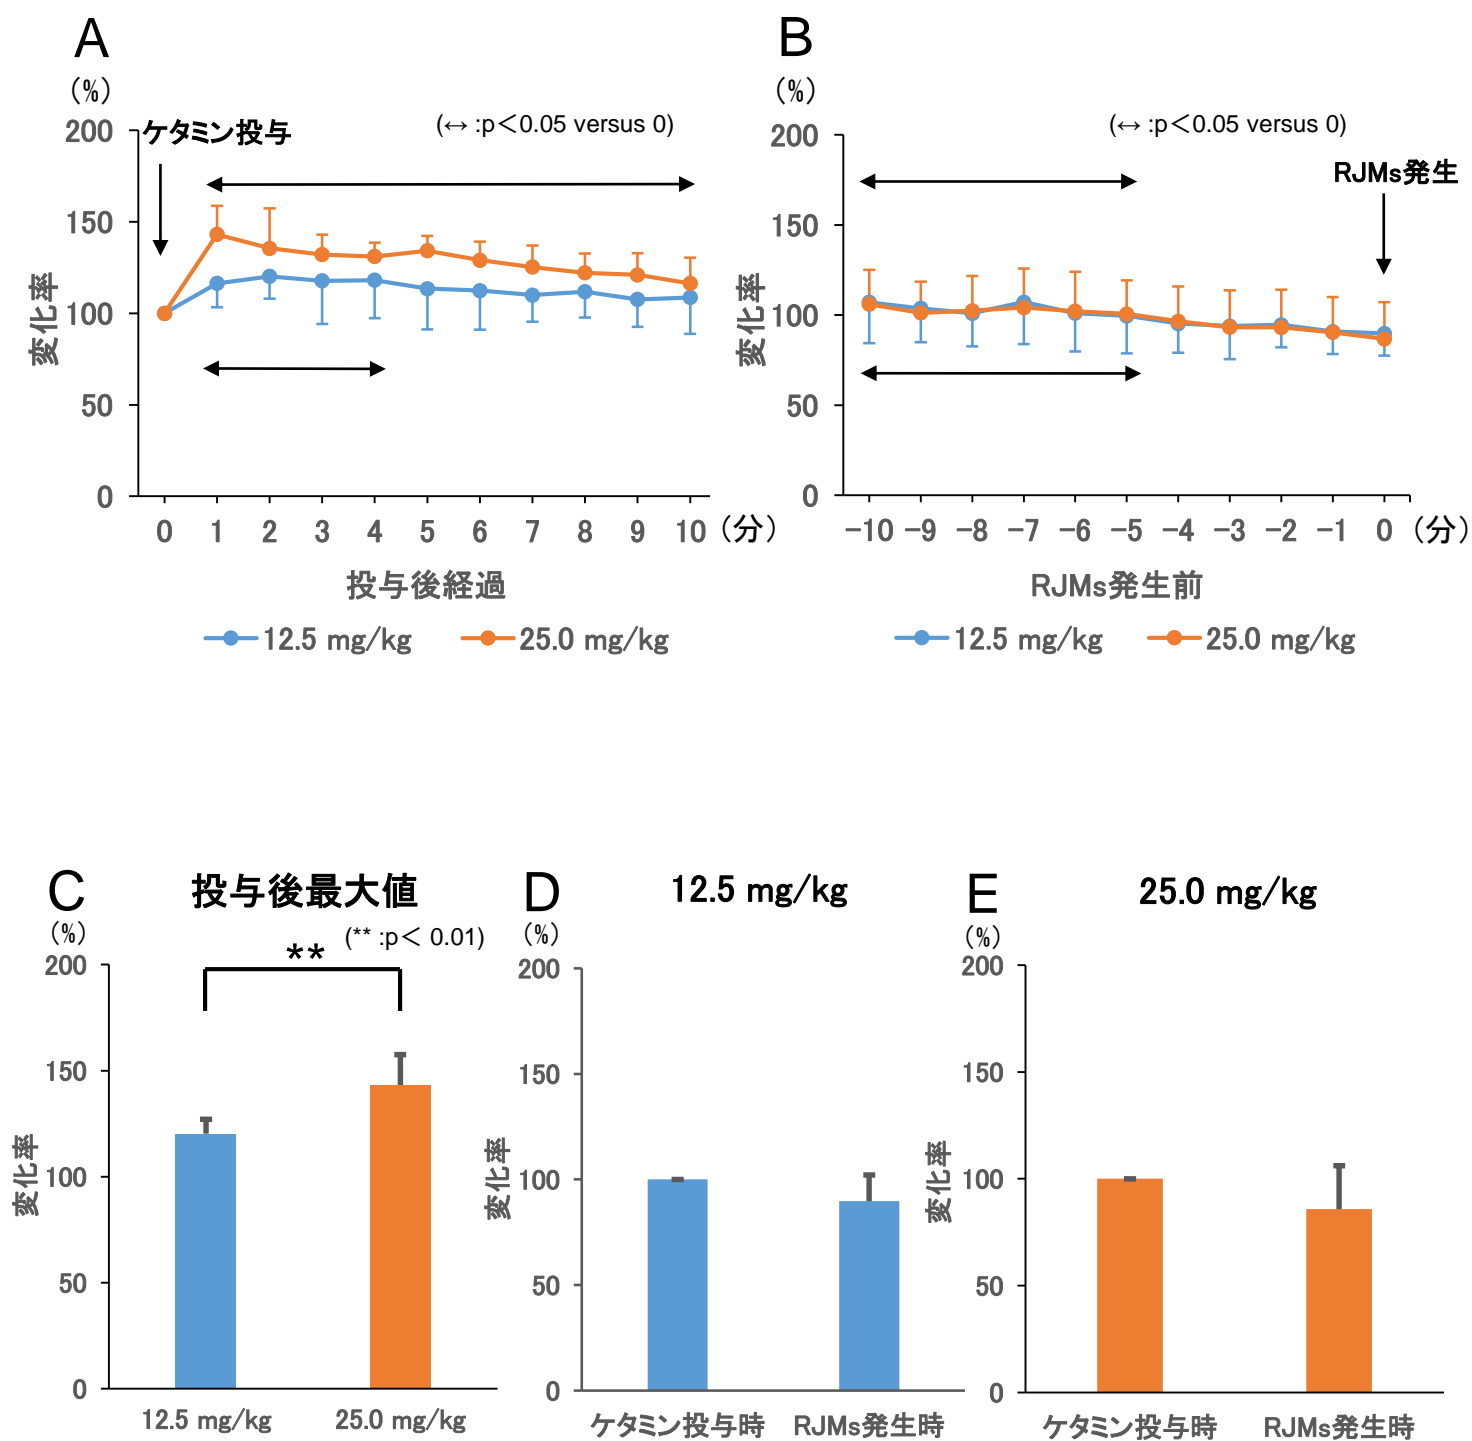 A
(%)
ケタミン投与
(↔ :p＜0.05 versus 0)
200
150
100
50
0
変化率
0 1 2 3 4 5 6 7 8 9 10 (分)
投与後経過
12.5 mg/kg 25.0 mg/kg
B
(%)
(↔ :p＜0.05 versus 0)
RJMs発生
200
150
100
50
0
変化率
-10 -9 -8 -7 -6 -5 -4 -3 -2 -1 0 (分)
RJMs発生前
12.5 mg/kg 25.0 mg/kg
C 投与後最大値
(%)
(** :p＜ 0.01)
**
200
150
100
50
0
変化率
12.5 mg/kg 25.0 mg/kg
D 12.5 mg/kg
(%)
200
150
100
50
0
変化率
ケタミン投与時 RJMs発生時
E 25.0 mg/kg
(%)
200
150
100
50
0
変化率
ケタミン投与時 RJMs発生時